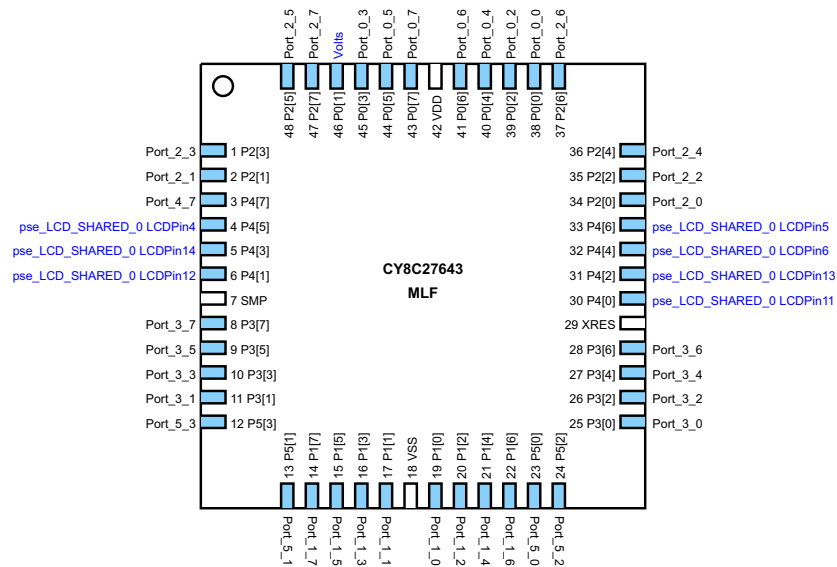 Port_2_5
Port_2_7
Volts
Port_0_3
Port_0_5
Port_0_7
Port_0_6
Port_0_4
Port_0_2
Port_0_0
Port_2_6
48 P2[5]
47 P2[7]
46 P0[1]
45 P0[3]
44 P0[5]
43 P0[7]
42 VDD
41 P0[6]
40 P0[4]
39 P0[2]
38 P0[0]
37 P2[6]
Port_2_3 1 P2[3]
Port_2_1 2 P2[1]
Port_4_7 3 P4[7]
pse_LCD_SHARED_0 LCDPin4 4 P4[5]
pse_LCD_SHARED_0 LCDPin14 5 P4[3]
pse_LCD_SHARED_0 LCDPin12 6 P4[1]
7 SMP
Port_3_7 8 P3[7]
Port_3_5 9 P3[5]
Port_3_3 10 P3[3]
Port_3_1 11 P3[1]
Port_5_3 12 P5[3]
CY8C27643
MLF
36 P2[4] Port_2_4
35 P2[2] Port_2_2
34 P2[0] Port_2_0
33 P4[6] pse_LCD_SHARED_0 LCDPin5
32 P4[4] pse_LCD_SHARED_0 LCDPin6
31 P4[2] pse_LCD_SHARED_0 LCDPin13
30 P4[0] pse_LCD_SHARED_0 LCDPin11
29 XRES
28 P3[6] Port_3_6
27 P3[4] Port_3_4
26 P3[2] Port_3_2
25 P3[0] Port_3_0
13 P5[1]
14 P1[7]
15 P1[5]
16 P1[3]
17 P1[1]
18 VSS
19 P1[0]
20 P1[2]
21 P1[4]
22 P1[6]
23 P5[0]
24 P5[2]
Port_5_1
Port_1_7
Port_1_5
Port_1_3
Port_1_1
Port_1_0
Port_1_2
Port_1_4
Port_1_6
Port_5_0
Port_5_2